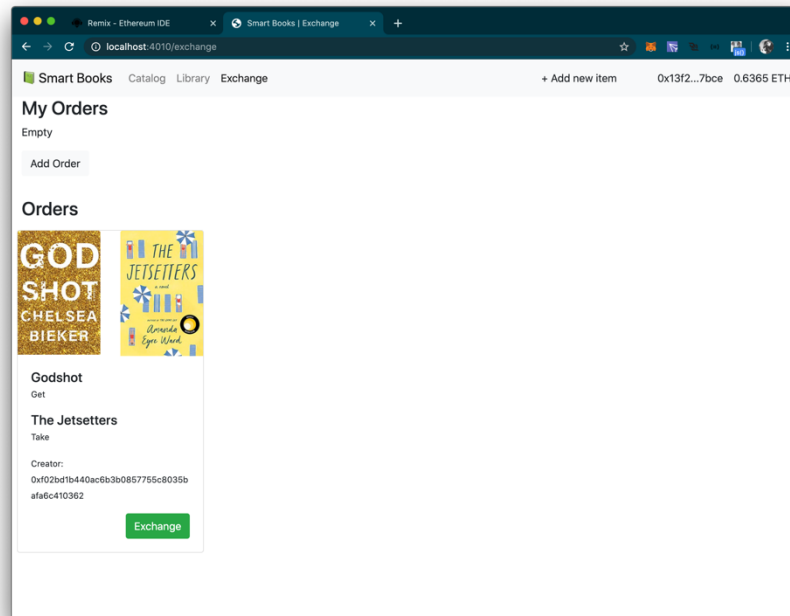 Remix - Ethereum IDE
Smart Books | Exchange
localhost:4010/exchange
Smart Books Catalog Library Exchange + Add new item 0x13f2...7bce 0.6365 ETH
My Orders
Empty
Add Order
Orders
GOD
SHOT
CHELSEA
BIEKER
THE
JETSETTERS
a novel
Amanda
Eyre Ward
Godshot
Get
The Jetsetters
Take
Creator:
0xf02bd1b440ac6b3b0857755c8035b
afa6c410362
Exchange